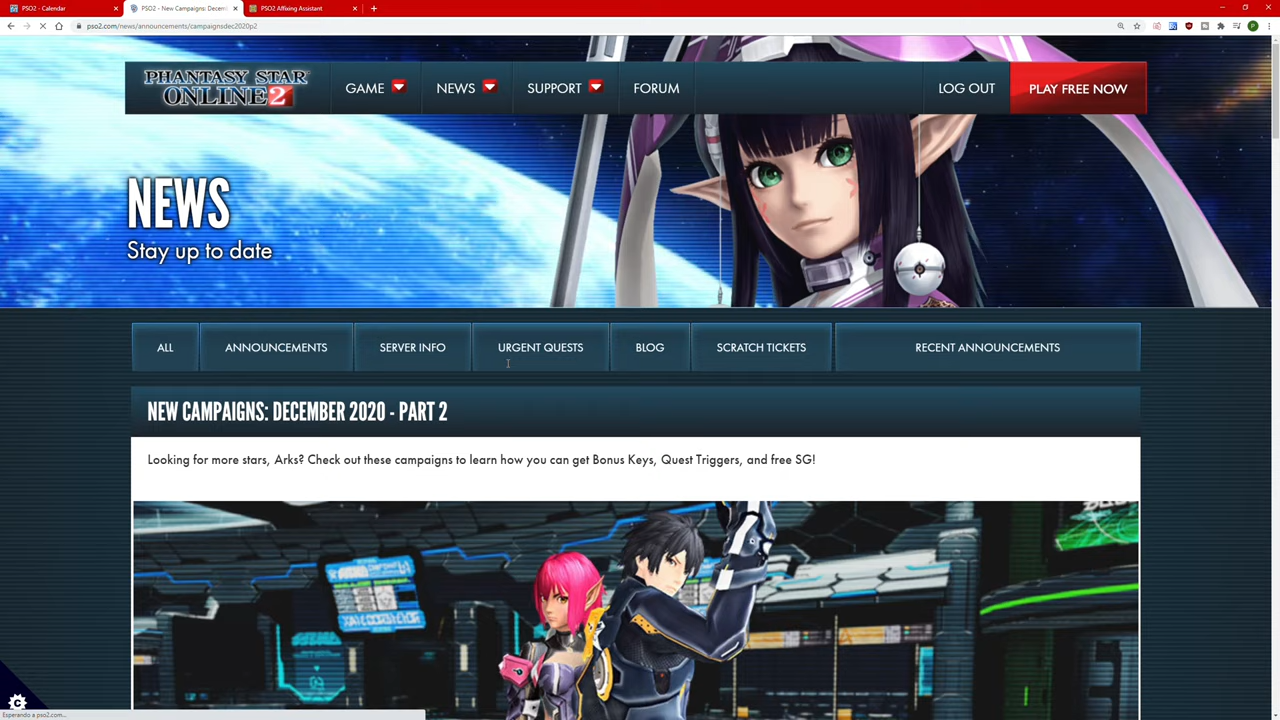 PSO2 - Calendar
PSO2 - New Campaigns: Decem
PSO2 Affixing Assistant
pso2.com/news/announcements/campaignsdec2020p2
PHANTASY STAR
ONLINE 2
GAME
NEWS
SUPPORT
FORUM
LOG OUT
PLAY FREE NOW
NEWS
Stay up to date
ALL
ANNOUNCEMENTS
SERVER INFO
URGENT QUESTS
BLOG
SCRATCH TICKETS
RECENT ANNOUNCEMENTS
NEW CAMPAIGNS: DECEMBER 2020 - PART 2
Looking for more stars, Arks? Check out these campaigns to learn how you can get Bonus Keys, Quest Triggers, and free SG!
Esperando a pso2.com...